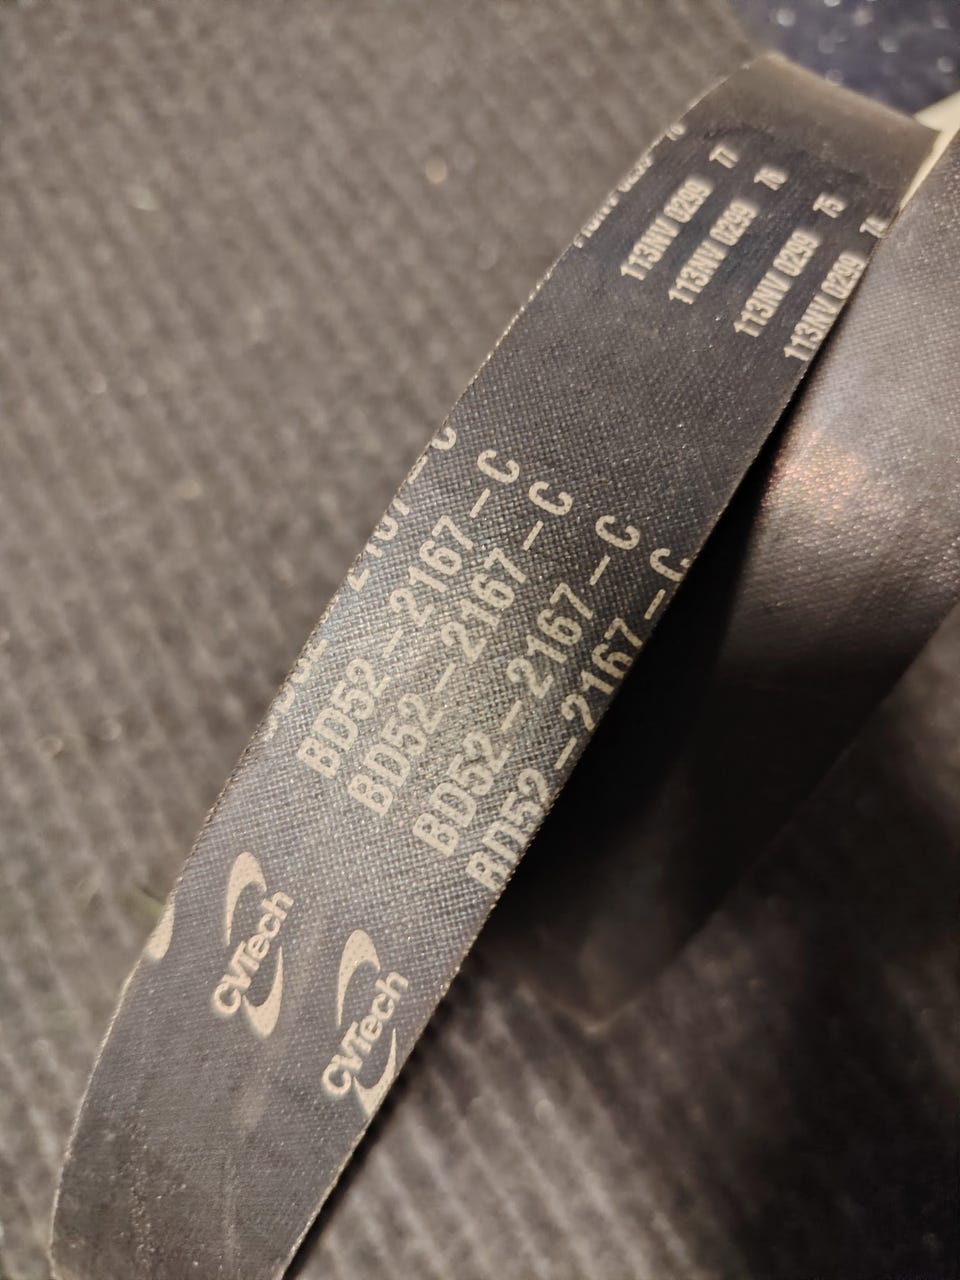 113NV 0299 77
113NV 0299 76
113NV 0299 75
113NV 0299
BD52-2167-C
BD52-2167-C
BD52-2167-C
BD52-2167-C
CVTech
CVTech